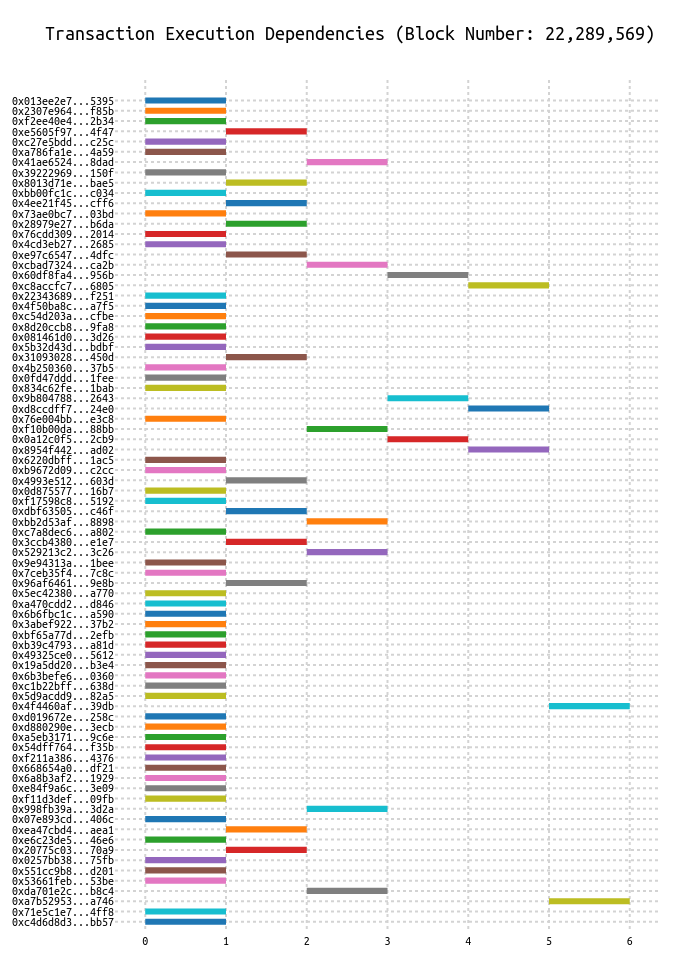 Transaction Execution Dependencies (Block Number: 22,289,569)
0x013ee2e7...5395
0x2307e964...f85b
0xf2ee40e4...2b34
0xe5605f97...4f47
0xc27e5bdd...c25c
0xa786fa1e...4a59
0x41ae6524...8dad
0x39222969...150f
0x8013d71e...bae5
0xbb00fc1c...c034
0x4ee21f45...cff6
0x73ae0bc7...03bd
0x28979e27...b6da
0x76cdd309...2014
0x4cd3eb27...2685
0xe97c6547...4dfc
0xcbad7324...ca2b
0x60df8fa4...956b
0xc8accfc7...6805
0x22343689...f251
0x4f50ba8c...a7f5
0xc54d203a...cfbe
0x8d20ccb8...9fa8
0x081461d0...3d26
0x5b32d43d...bdbf
0x31093028...450d
0x4b250360...37b5
0x0fd47ddd...1fee
0x834c62fe...1bab
0x9b804788...2643
0xd8ccdff7...24e0
0x76e004bb...e3c8
0xf10b00da...88bb
0x0a12c0f5...2cb9
0x8954f442...ad02
0x6220dbff...1ac5
0xb9672d09...c2cc
0x4993e512...603d
0x0d875577...16b7
0xf17598c8...5192
0xdbf63505...c46f
0xbb2d53af...8898
0xc7a8dec6...a802
0x3ccb4380...e1e7
0x529213c2...3c26
0x9e94313a...1bee
0x7ceb35f4...7c8c
0x96af6461...9e8b
0x5ec42380...a770
0xa470cdd2...d846
0x6b6fbc1c...a590
0x3abef922...37b2
0xbf65a77d...2efb
0xb39c4793...a81d
0x49325ce0...5612
0x19a5dd20...b3e4
0x6b3befe6...0360
0xc1b22bff...638d
0x5d9acdd9...82a5
0x4f4460af...39db
0xd019672e...258c
0xd880290e...3ecb
0xa5eb3171...9c6e
0x54dff764...f35b
0xf211a386...4376
0x668654a0...df21
0x6a8b3af2...1929
0xe84f9a6c...3e09
0xf11d3def...09fb
0x998fb39a...3d2a
0x07e893cd...406c
0xea47cbd4...aea1
0xe6c23de5...46e6
0x20775c03...70a9
0x0257bb38...75fb
0x551cc9b8...d201
0x53661feb...53be
0xda701e2c...b8c4
0xa7b52953...a746
0x71e5c1e7...4ff8
0xc4d6d8d3...bb57
0 1 2 3 4 5 6